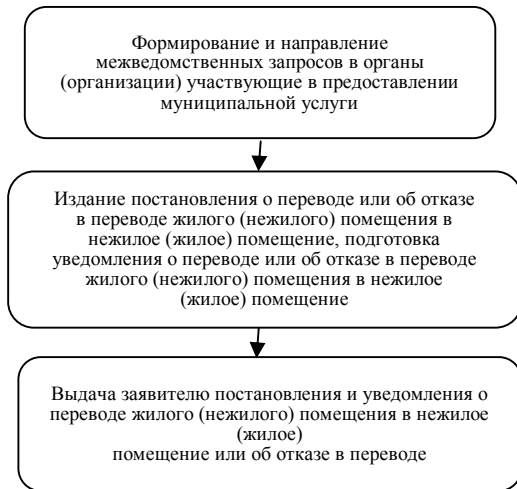 Формирование и направление
межведомственных запросов в органы
(организации) участвующие в предоставлении
муниципальной услуги
Издание постановления о переводе или об отказе
в переводе жилого (нежилого) помещения в
нежилое (жилое) помещение, подготовка
уведомления о переводе или об отказе в переводе
жилого (нежилого) помещения в нежилое
(жилое) помещение
Выдача заявителю постановления и уведомления о
переводе жилого (нежилого) помещения в нежилое
(жилое)
помещение или об отказе в переводе